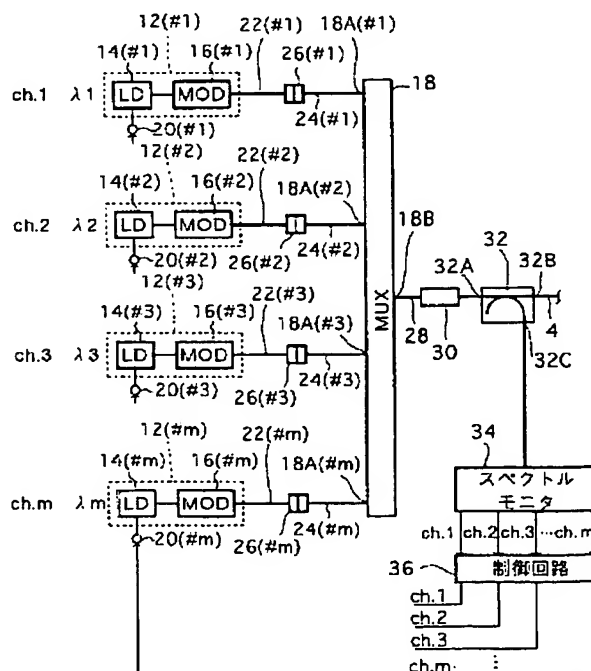 12(#1)
14(#1)
16(#1)
22(#1)
26(#1)
18A(#1)
18
ch.1 λ1 LD MOD
24(#1)
20(#1)
12(#2)
14(#2)
16(#2)
22(#2)
18A(#2)
ch.2 λ2 LD MOD
24(#2)
26(#2)
20(#2)
12(#3)
14(#3)
16(#3)
22(#3)
18A(#3)
ch.3 λ3 LD MOD
24(#3)
26(#3)
20(#3)
12(#m)
14(#m)
16(#m)
22(#m)
18A(#m)
ch.m λm LD MOD
24(#m)
26(#m)
20(#m)
MUX
18B
28
30
32A
32
32B
4
32C
34
スペクトル
モニタ
ch.1 ch.2 ch.3 …ch.m
36
制御回路
ch.1
ch.2
ch.3
ch.m